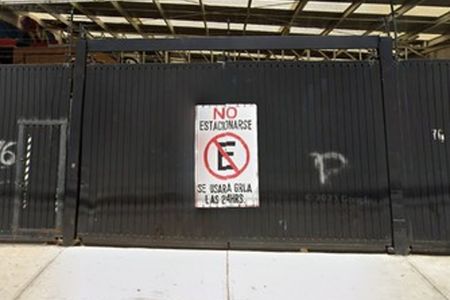 NO
ESTACIONARSE
E
SE USARA GRUA
LAS 24HRS
76
P
76